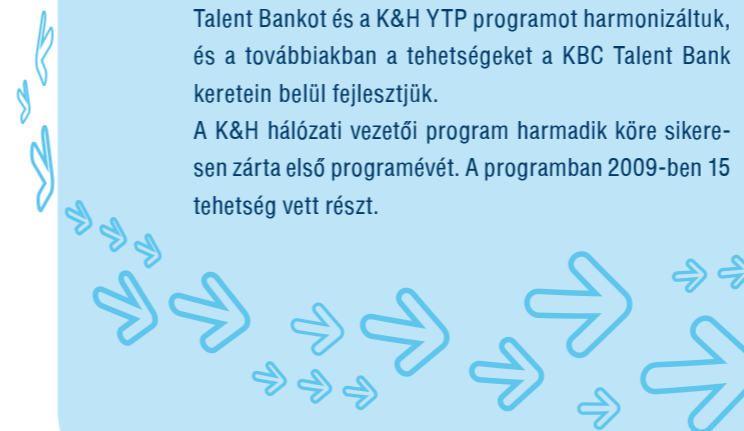 Talent Bankot és a K&H YTP programot harmonizáltuk,
és a továbbiakban a tehetségeket a KBC Talent Bank
keretein belül fejlesztjük.
A K&H hálózati vezetői program harmadik köre sikere-
sen zárta első programévét. A programban 2009-ben 15
tehetség vett részt.